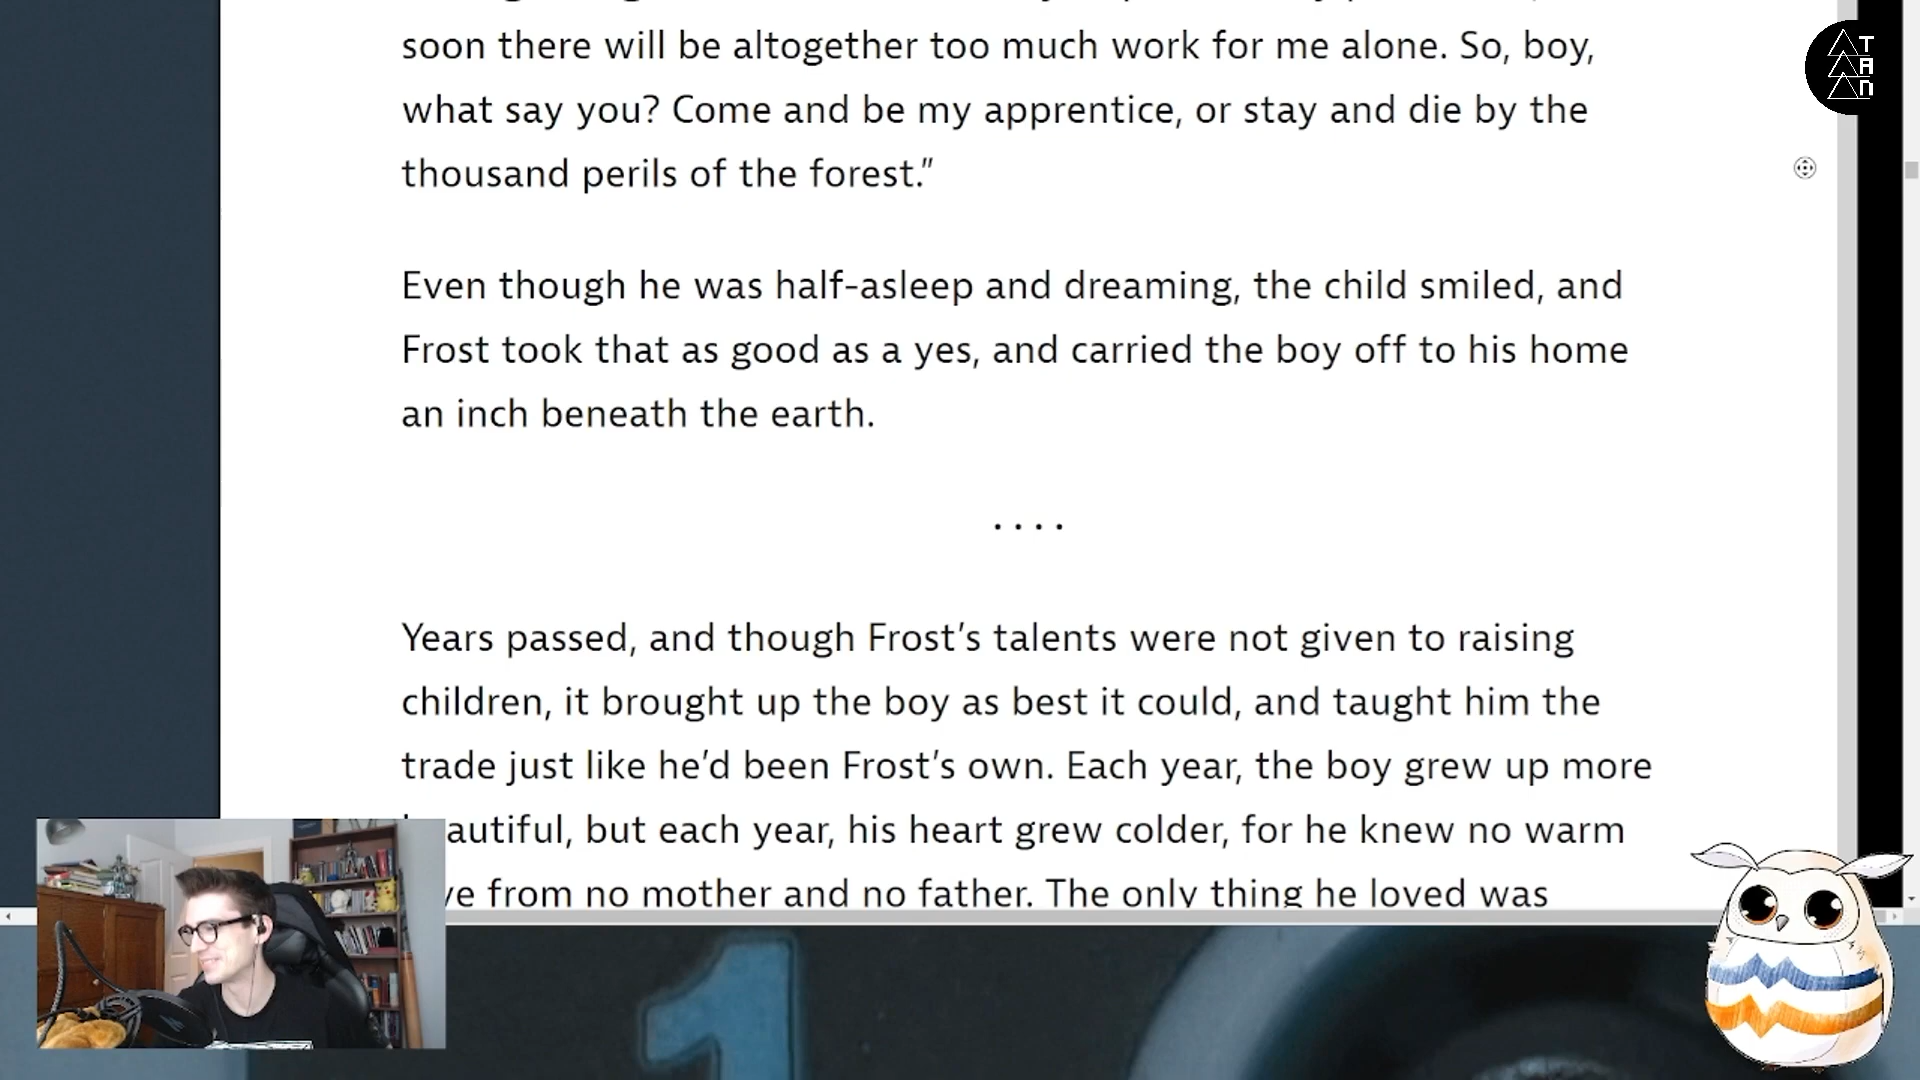 soon there will be altogether too much work for me alone. So, boy,
what say you? Come and be my apprentice, or stay and die by the
thousand perils of the forest.”
Even though he was half-asleep and dreaming, the child smiled, and
Frost took that as good as a yes, and carried the boy off to his home
an inch beneath the earth.
. . . .
Years passed, and though Frost’s talents were not given to raising
children, it brought up the boy as best it could, and taught him the
trade just like he’d been Frost’s own. Each year, the boy grew up more
autiful, but each year, his heart grew colder, for he knew no warm
ve from no mother and no father. The only thing he loved was
1
TAN